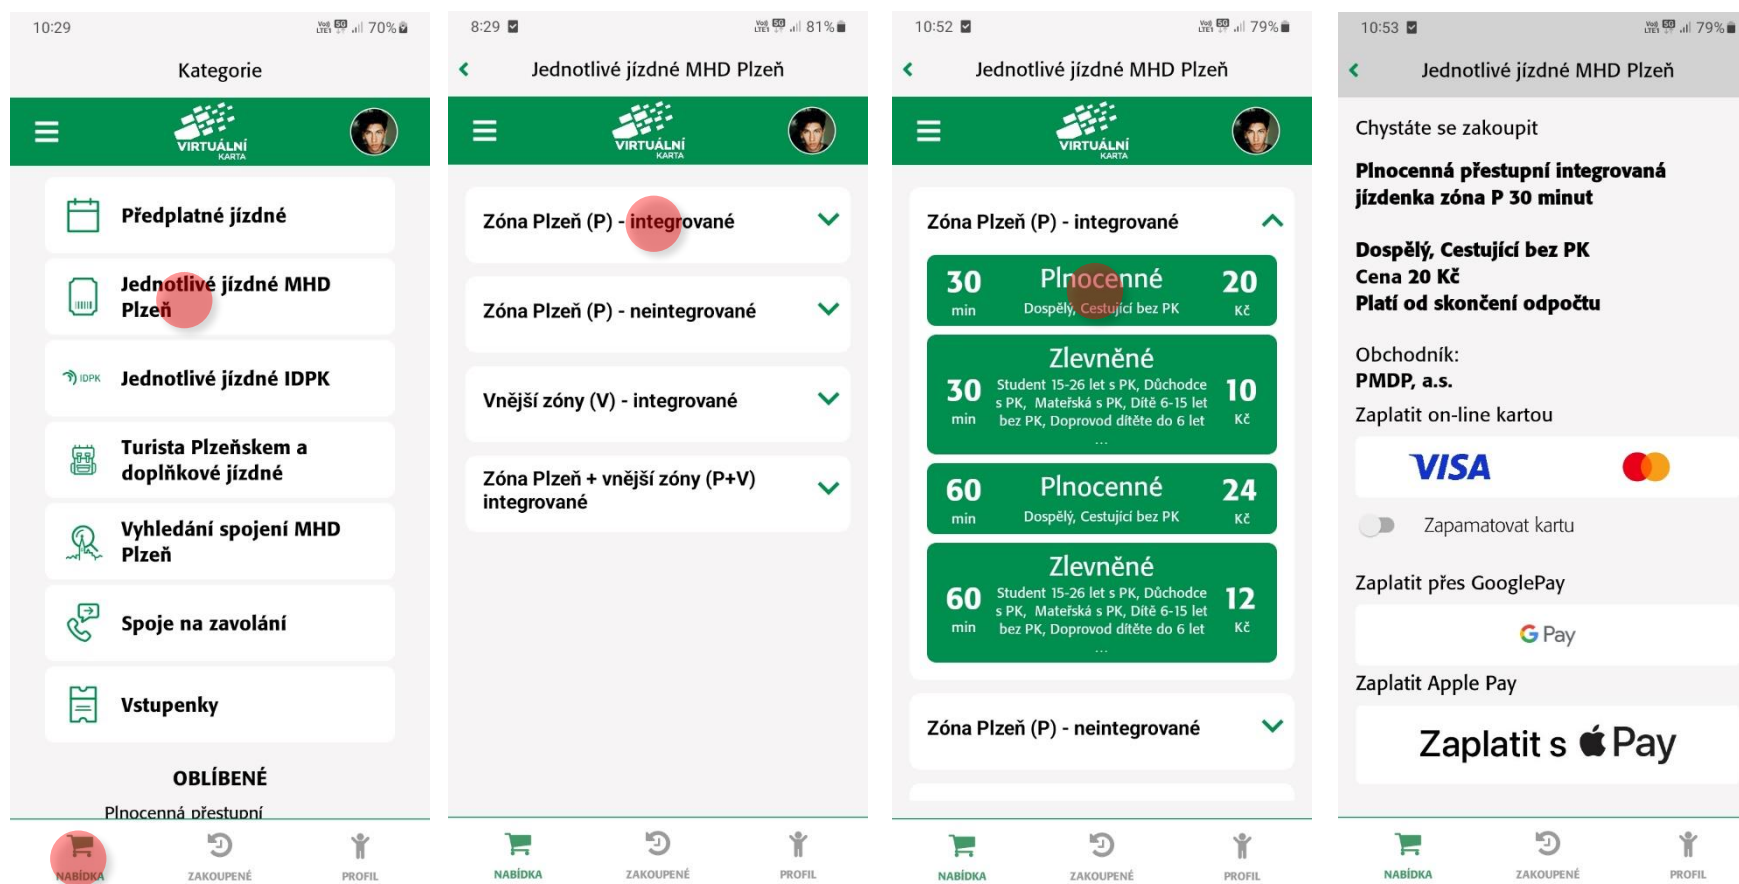 10:29
70%
Kategorie
VIRTUÁLNÍ
KARTA
Předplatné jízdné
Jednotlivé jízdné MHD
Plzeň
IDPK
Jednotlivé jízdné IDPK
Turista Plzeňskem a
doplňkové jízdné
Vyhledání spojení MHD
Plzeň
Spoje na zavolání
Vstupenky
OBLÍBENÉ
Plnocenná přestupní
NABÍDKA
ZAKOUPENÉ
PROFIL
8:29
81%
Jednotlivé jízdné MHD Plzeň
VIRTUÁLNÍ
KARTA
Zóna Plzeň (P) - integrované
Zóna Plzeň (P) - neintegrované
Vnější zóny (V) - integrované
Zóna Plzeň + vnější zóny (P+V)
integrované
NABÍDKA
ZAKOUPENÉ
PROFIL
10:52
79%
Jednotlivé jízdné MHD Plzeň
VIRTUÁLNÍ
KARTA
Zóna Plzeň (P) - integrované
30 Plnocenné 20
min Dospělý, Cestující bez PK Kč
Zlevněné
30 Student 15-26 let s PK, Důchodce 10
s PK, Mateřská s PK, Dítě 6-15 let
min bez PK, Doprovod dítěte do 6 let Kč
...
60 Plnocenné 24
min Dospělý, Cestující bez PK Kč
Zlevněné
60 Student 15-26 let s PK, Důchodce 12
s PK, Mateřská s PK, Dítě 6-15 let
min bez PK, Doprovod dítěte do 6 let Kč
...
Zóna Plzeň (P) - neintegrované
NABÍDKA
ZAKOUPENÉ
PROFIL
10:53
79%
Jednotlivé jízdné MHD Plzeň
Chystáte se zakoupit
Plnocenná přestupní integrovaná
jízdenka zóna P 30 minut
Dospělý, Cestující bez PK
Cena 20 Kč
Platí od skončení odpočtu
Obchodník:
PMDP, a.s.
Zaplatit on-line kartou
VISA
Zapamatovat kartu
Zaplatit přes GooglePay
G Pay
Zaplatit Apple Pay
Zaplatit s Pay
NABÍDKA
ZAKOUPENÉ
PROFIL